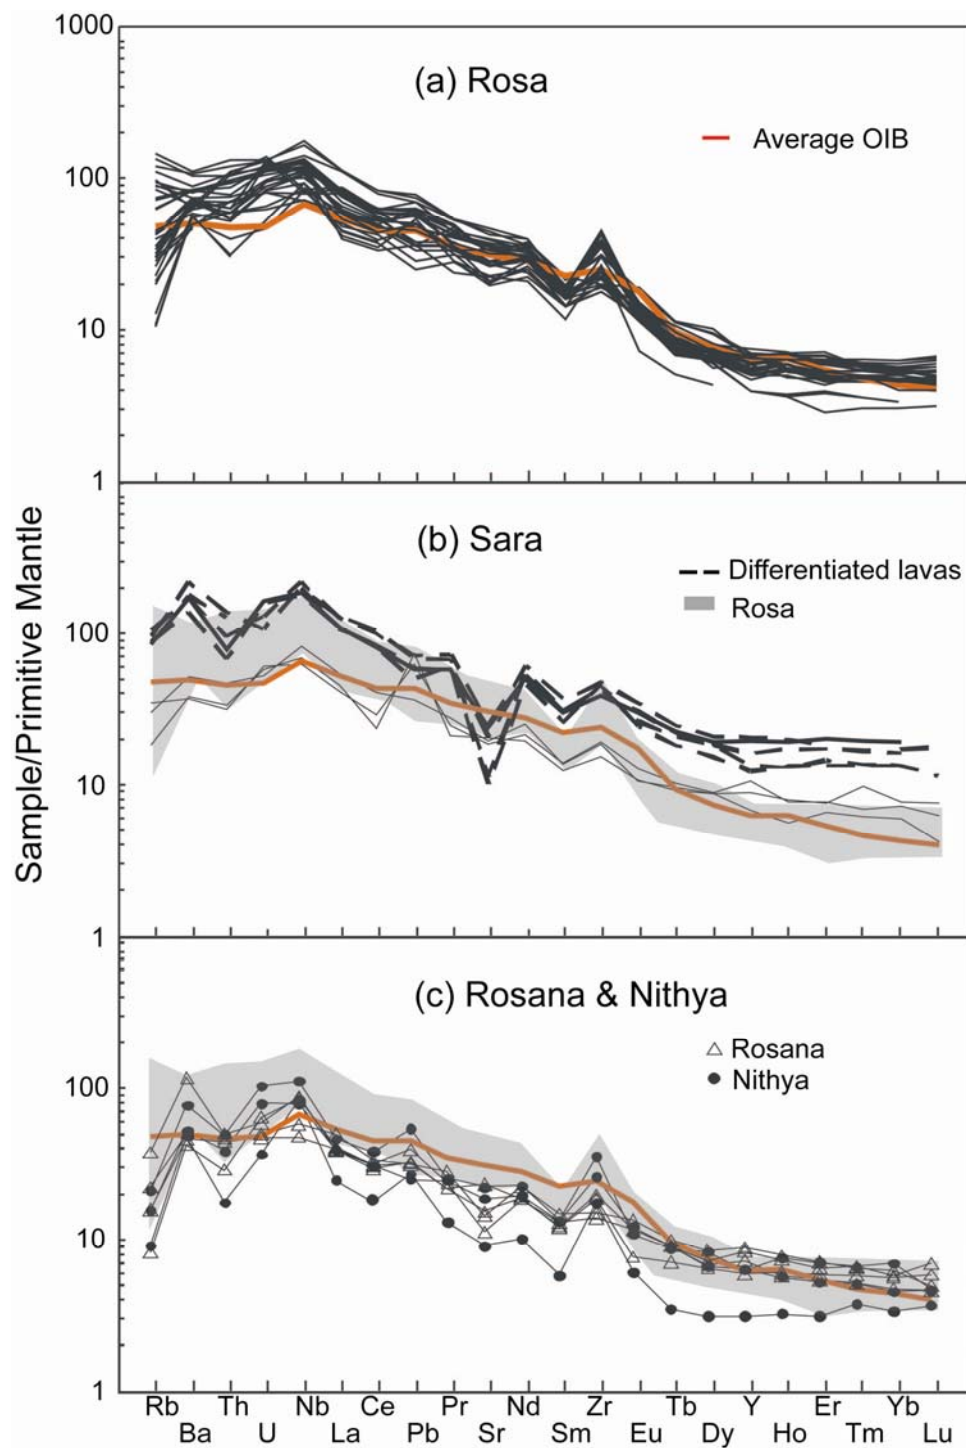 1000
(a) Rosa
Average OIB
100
10
1
(b) Sara
Differentiated lavas
Rosa
100
10
1
Sample/Primitive Mantle
(c) Rosana & Nithya
Rosana
Nithya
100
10
1
Rb Th Nb Ce Pr Nd Zr Tb Y Er Yb
Ba U La Pb Sr Sm Eu Dy Ho Tm Lu